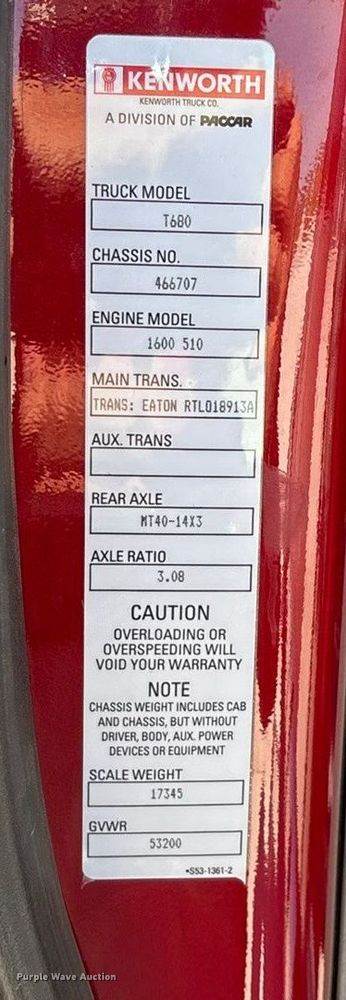 KENWORTH
KENWORTH TRUCK CO.
A DIVISION OF PACCAR
TRUCK MODEL
T680
CHASSIS NO.
466707
ENGINE MODEL
1600 510
MAIN TRANS.
TRANS: EATON RTLO18913A
AUX. TRANS
REAR AXLE
MT40-14X3
AXLE RATIO
3.08
CAUTION
OVERLOADING OR
OVERSPEEDING WILL
VOID YOUR WARRANTY
NOTE
CHASSIS WEIGHT INCLUDES CAB
AND CHASSIS, BUT WITHOUT
DRIVER, BODY, AUX. POWER
DEVICES OR EQUIPMENT
SCALE WEIGHT
17345
GVWR
53200
•S53-1361-2
Purple Wave Auction